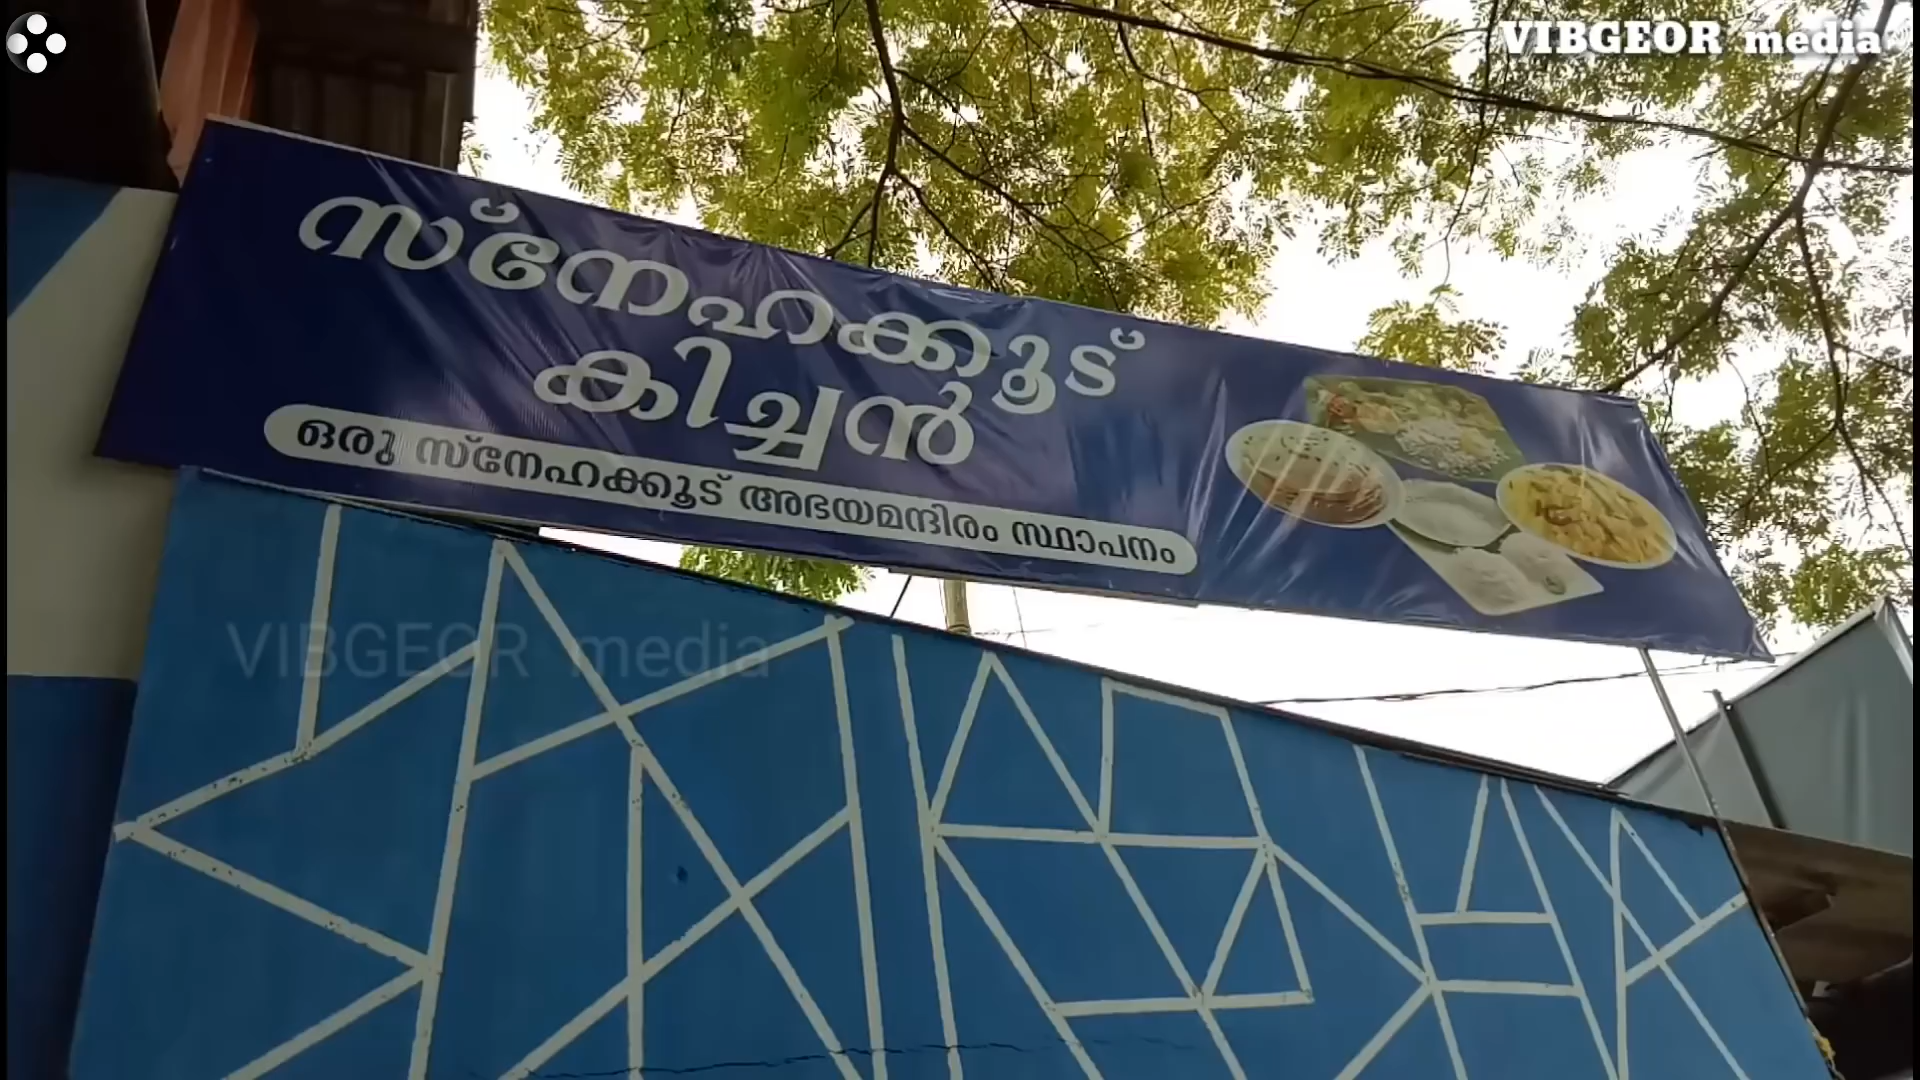 VIBGEOR media
സ്നേഹക്കൂട്
കിച്ചൻ
ഒരു സ്നേഹക്കൂട് അഭയമന്ദിരം സ്ഥാപനം
VIBGEOR media